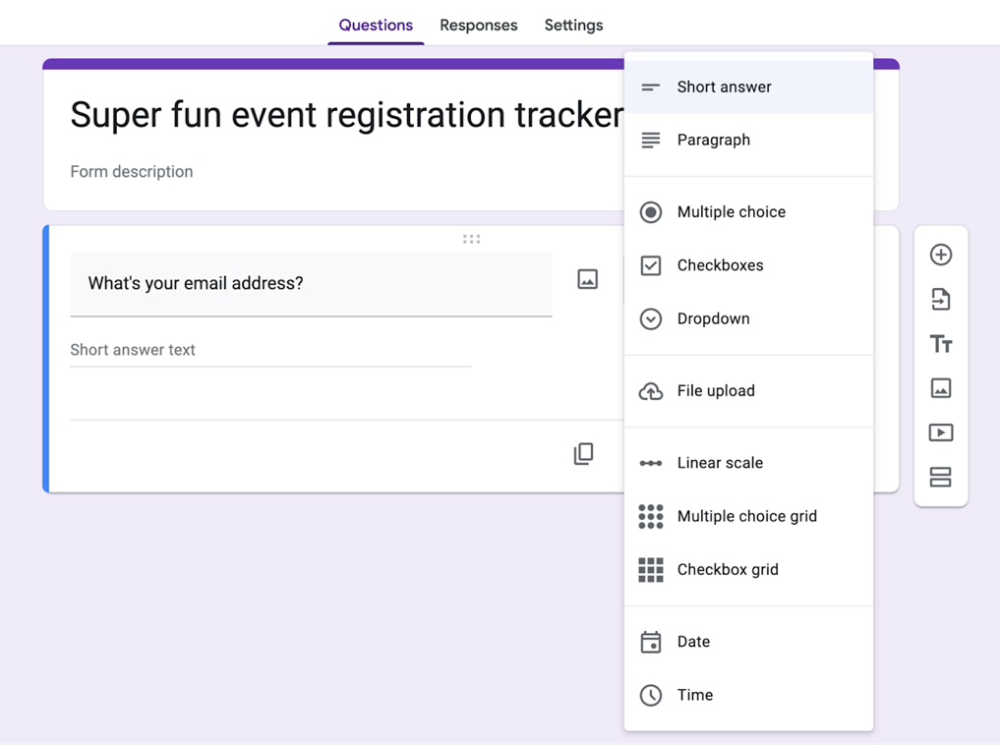 Questions Responses Settings
Super fun event registration tracker
Form description
What's your email address?
Short answer text
Short answer
Paragraph
Multiple choice
Checkboxes
Dropdown
File upload
Linear scale
Multiple choice grid
Checkbox grid
Date
Time